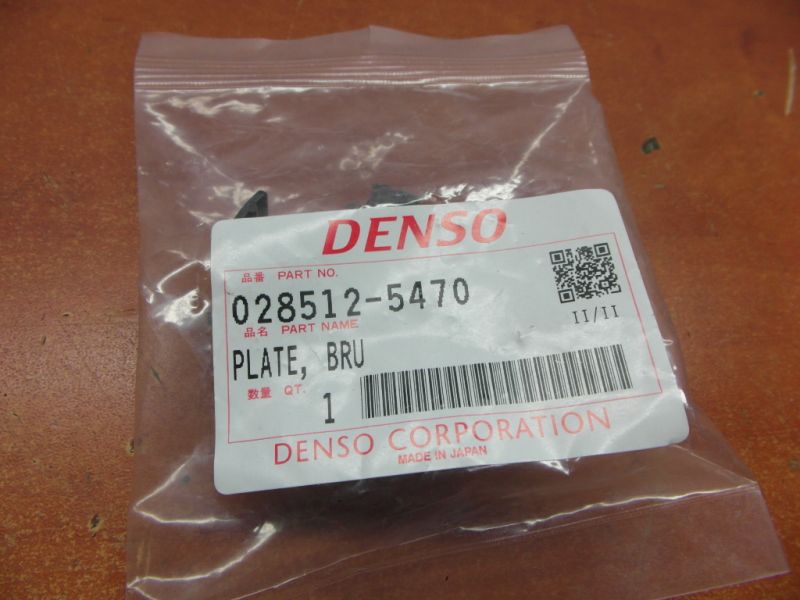 DENSO
品番 PART NO.
028512-5470
II/II
品名 PART NAME
PLATE, BRU
数量 QT.
1
DENSO CORPORATION
MADE IN JAPAN